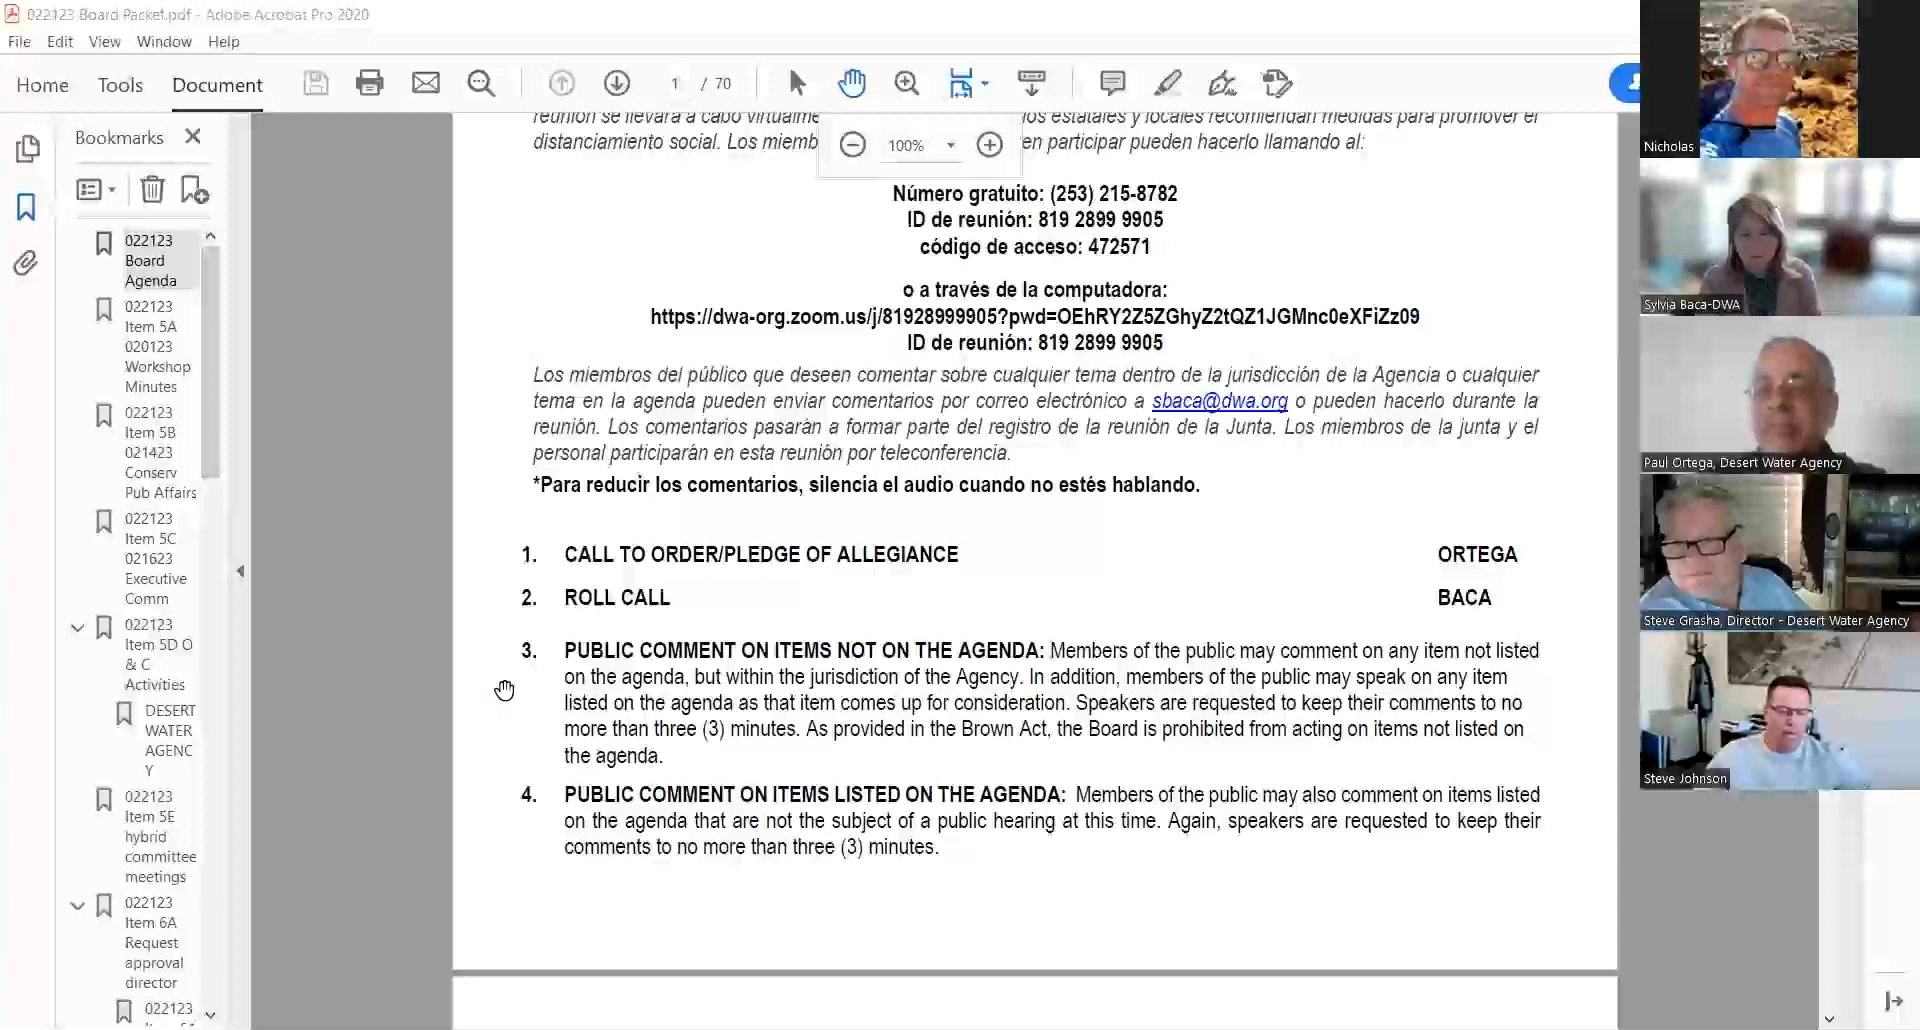 022123 Board Packet.pdf - Adobe Acrobat Pro 2020
File Edit View Window Help
Home Tools Document 1 / 70
Bookmarks
100%
022123
Board
Agenda
022123
Item 5A
020123
Workshop
Minutes
022123
Item 5B
021423
Conserv
Pub Affairs
022123
Item 5C
021623
Executive
Comm
022123
Item 5D O
& C
Activities
DESERT
WATER
AGENC
Y
022123
Item 5E
hybrid
committee
meetings
022123
Item 6A
Request
approval
director
022123
reunión se llevará a cabo virtualme os estatales y locales recomiendan medidas para promover el
distanciamiento social. Los miemb en participar pueden hacerlo llamando al:
Número gratuito: (253) 215-8782
ID de reunión: 819 2899 9905
código de acceso: 472571
o a través de la computadora:
https://dwa-org.zoom.us/j/81928999905?pwd=OEhRY2Z5ZGhyZ2tQZ1JGMnc0eXFiZz09
ID de reunión: 819 2899 9905
Los miembros del público que deseen comentar sobre cualquier tema dentro de la jurisdicción de la Agencia o cualquier
tema en la agenda pueden enviar comentarios por correo electrónico a sbaca@dwa.org o pueden hacerlo durante la
reunión. Los comentarios pasarán a formar parte del registro de la reunión de la Junta. Los miembros de la junta y el
personal participarán en esta reunión por teleconferencia.
*Para reducir los comentarios, silencia el audio cuando no estés hablando.
1. CALL TO ORDER/PLEDGE OF ALLEGIANCE ORTEGA
2. ROLL CALL BACA
3. PUBLIC COMMENT ON ITEMS NOT ON THE AGENDA: Members of the public may comment on any item not listed
on the agenda, but within the jurisdiction of the Agency. In addition, members of the public may speak on any item
listed on the agenda as that item comes up for consideration. Speakers are requested to keep their comments to no
more than three (3) minutes. As provided in the Brown Act, the Board is prohibited from acting on items not listed on
the agenda.
4. PUBLIC COMMENT ON ITEMS LISTED ON THE AGENDA: Members of the public may also comment on items listed
on the agenda that are not the subject of a public hearing at this time. Again, speakers are requested to keep their
comments to no more than three (3) minutes.
Nicholas
Sylvia Baca-DWA
Paul Ortega, Desert Water Agency
Steve Grasha, Director - Desert Water Agency
Steve Johnson